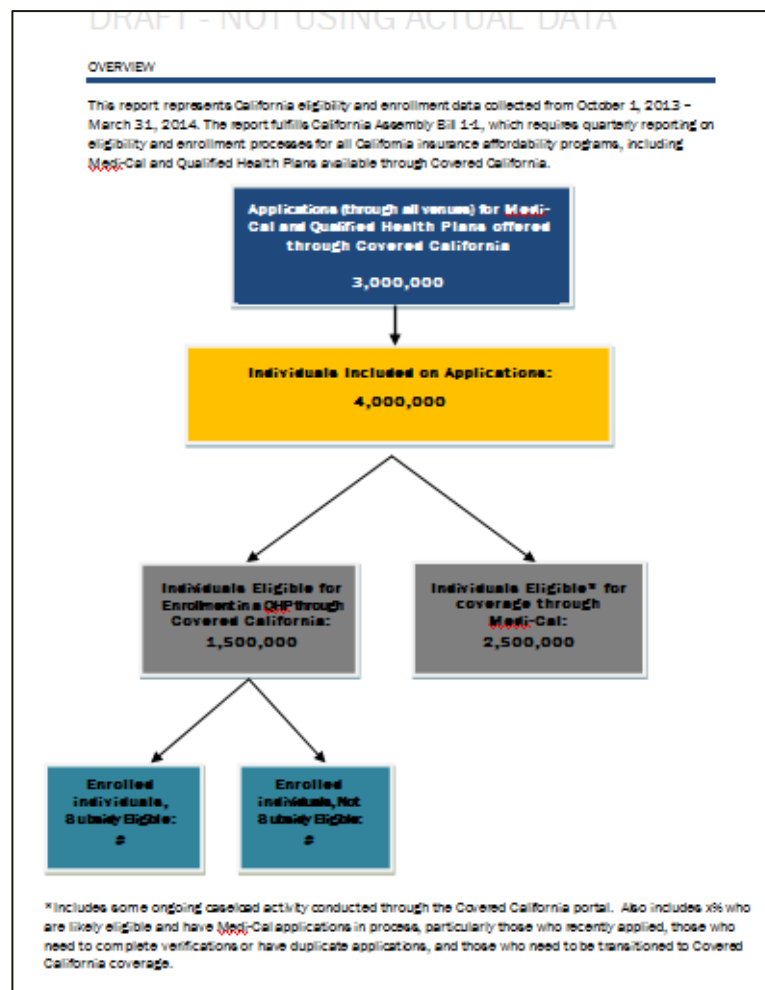 DRAFT - NOT USING ACTUAL DATA
OVERVIEW
This report represents California eligibility and enrollment data collected from October 1, 2013 –
March 31, 2014. The report fulfills California Assembly Bill 1-1, which requires quarterly reporting on
eligibility and enrollment processes for all California insurance affordability programs, including
Medi-Cal and Qualified Health Plans available through Covered California.
Applications (through all venues) for Medi-
Cal and Qualified Health Plans offered
through Covered California
3,000,000
Individuals Included on Applications:
4,000,000
Individuals Eligible for
Enrollment in a QHP through
Covered California:
1,500,000
Individuals Eligible* for
coverage through
Medi-Cal:
2,500,000
Enrolled
individuals,
Subsidy Eligible:
#
Enrolled
individuals, Not
Subsidy Eligible:
#
*Includes some ongoing caseload activity conducted through the Covered California portal.  Also includes x% who
are likely eligible and have Medi-Cal applications in process, particularly those who recently applied, those who
need to complete verifications or have duplicate applications, and those who need to be transitioned to Covered
California coverage.